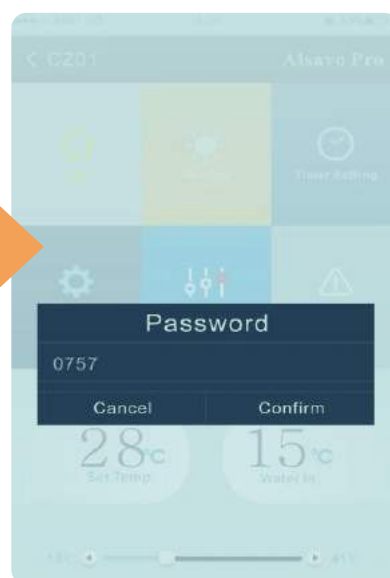 CZ01
Alsavo Pro
Timer Setting
Password
0757
Cancel
Confirm
28°C
15°C
Set Temp
Water In